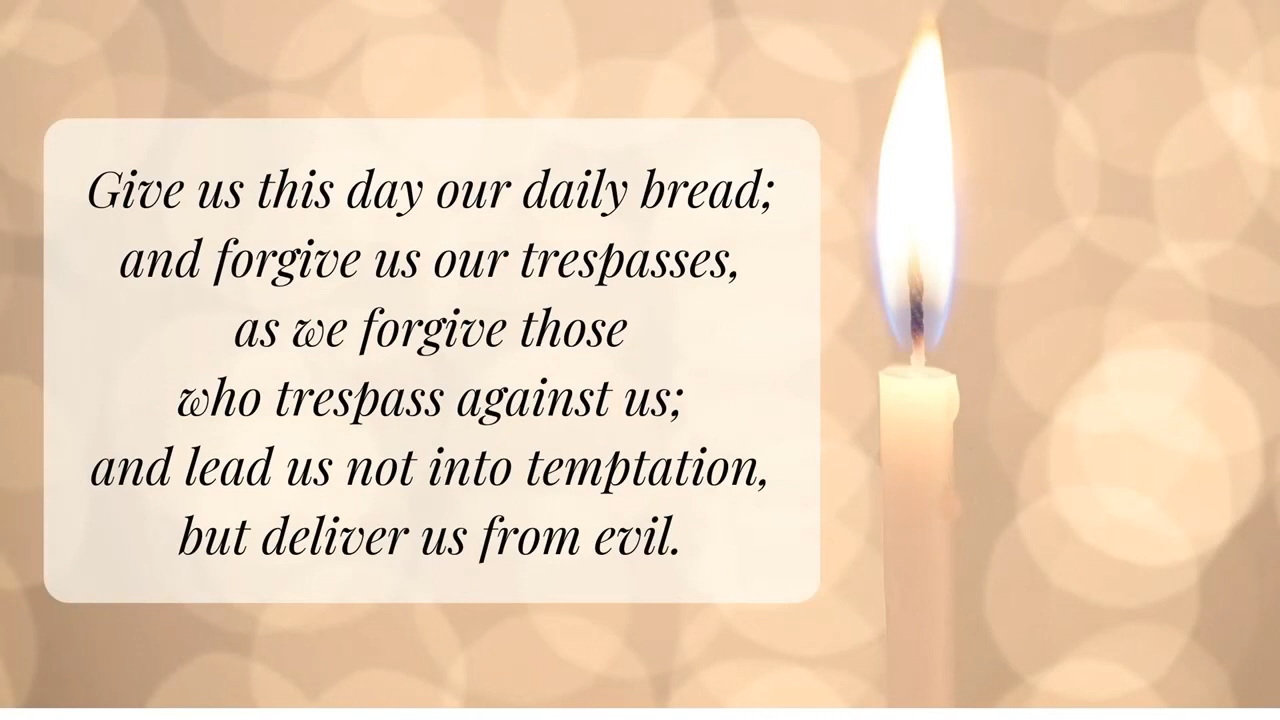 Give us this day our daily bread;
and forgive us our trespasses,
as we forgive those
who trespass against us;
and lead us not into temptation,
but deliver us from evil.